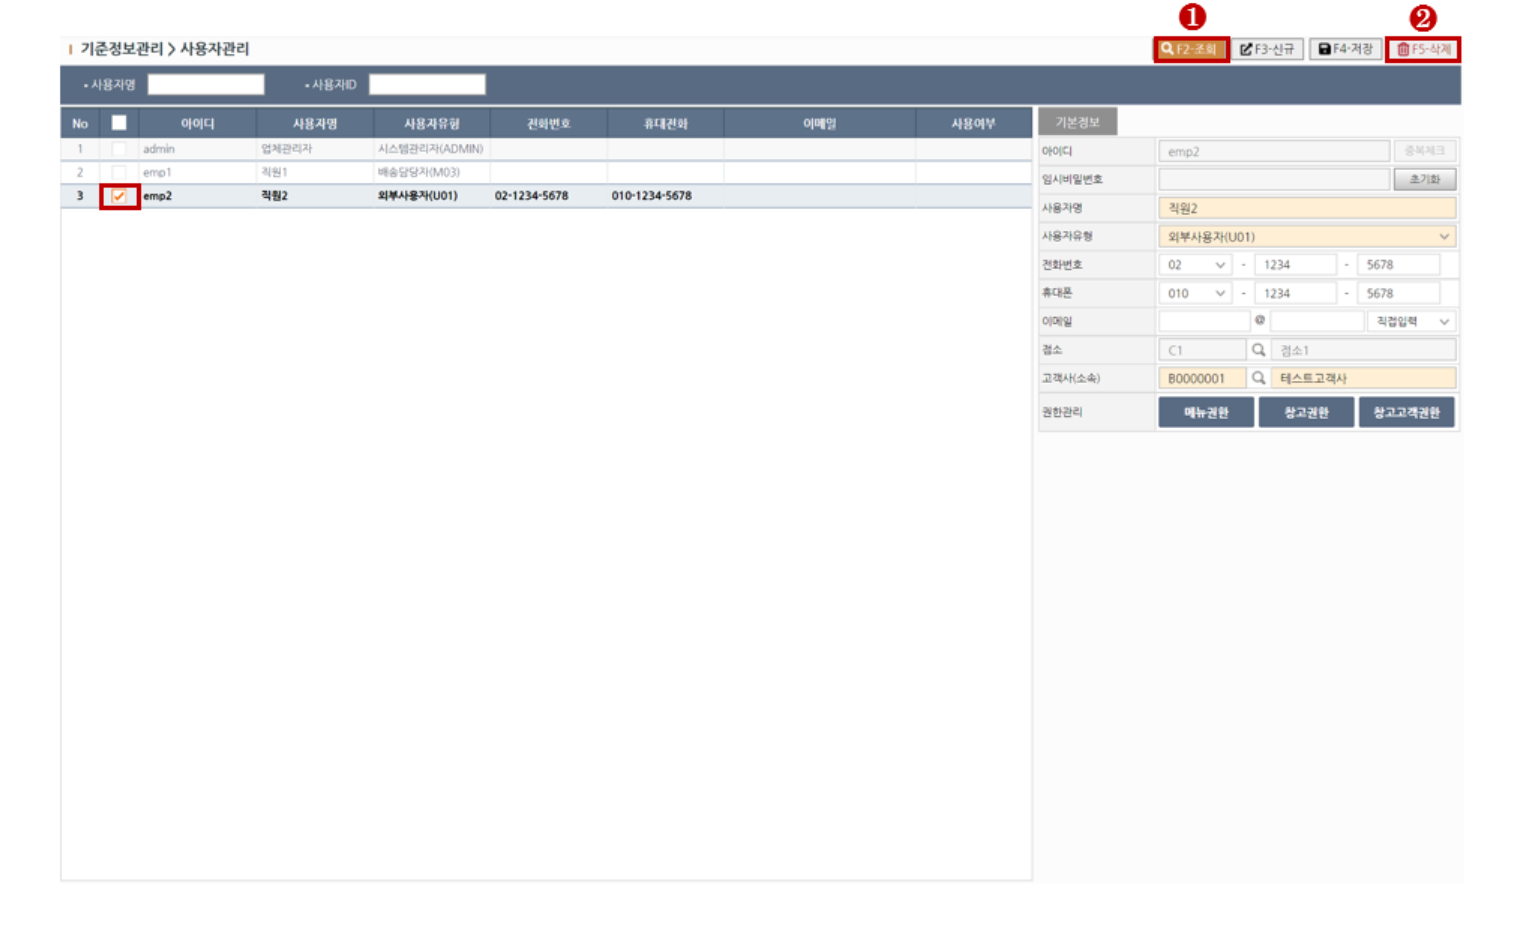 ❶ ❷
기준정보관리 > 사용자관리
F2-조회 F3-신규 F4-저장 F5-삭제
• 사용자명 • 사용자ID
No 아이디 사용자명 사용자유형 전화번호 휴대전화 이메일 사용여부
1 admin 업체관리자 시스템관리자(ADMIN)
2 emp1 직원1 배송담당자(M03)
3 emp2 직원2 외부사용자(U01) 02-1234-5678 010-1234-5678
기본정보
아이디 emp2 중복체크
임시비밀번호 초기화
사용자명 직원2
사용자유형 외부사용자(U01)
전화번호 02 - 1234 - 5678
휴대폰 010 - 1234 - 5678
이메일 @ 직접입력
점소 C1 점소1
고객사(소속) B0000001 테스트고객사
권한관리 메뉴권한 창고권한 창고고객권한